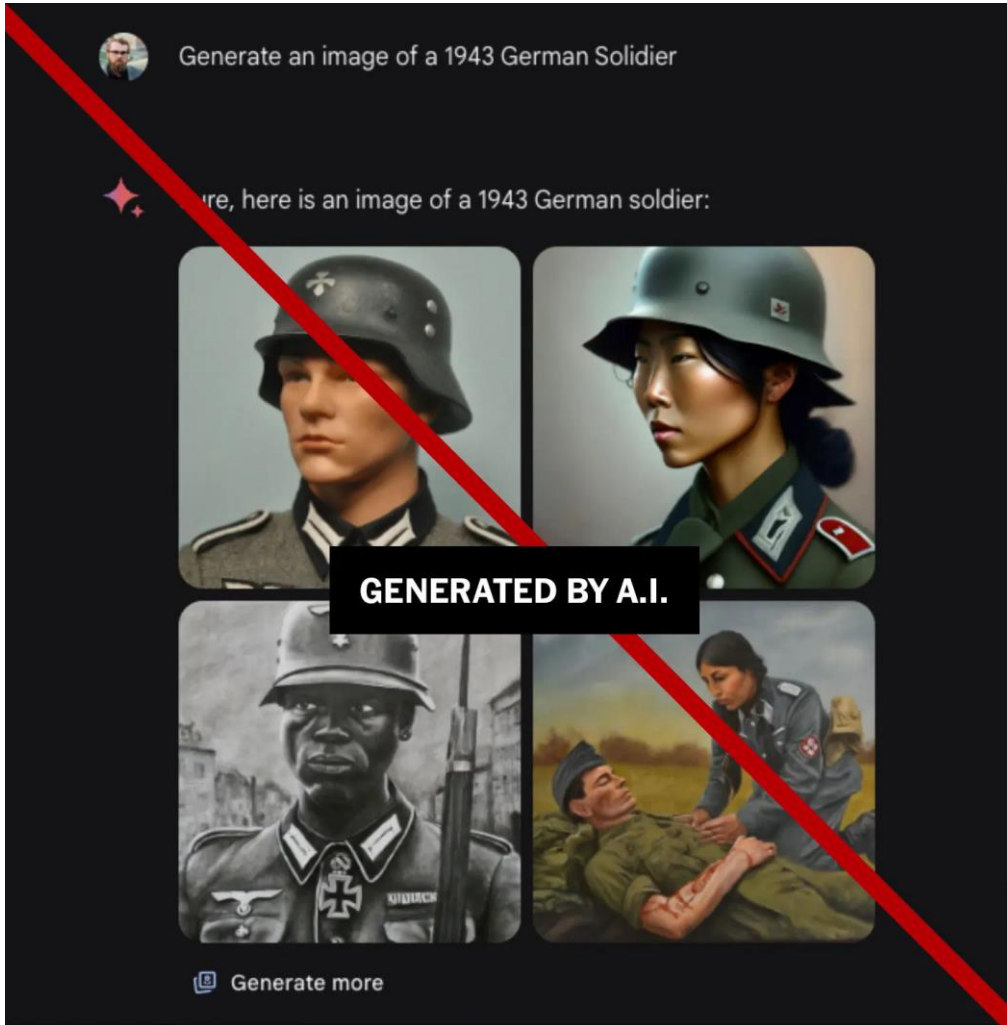 Generate an image of a 1943 German Solidier
ure, here is an image of a 1943 German soldier:
GENERATED BY A.I.
Generate more